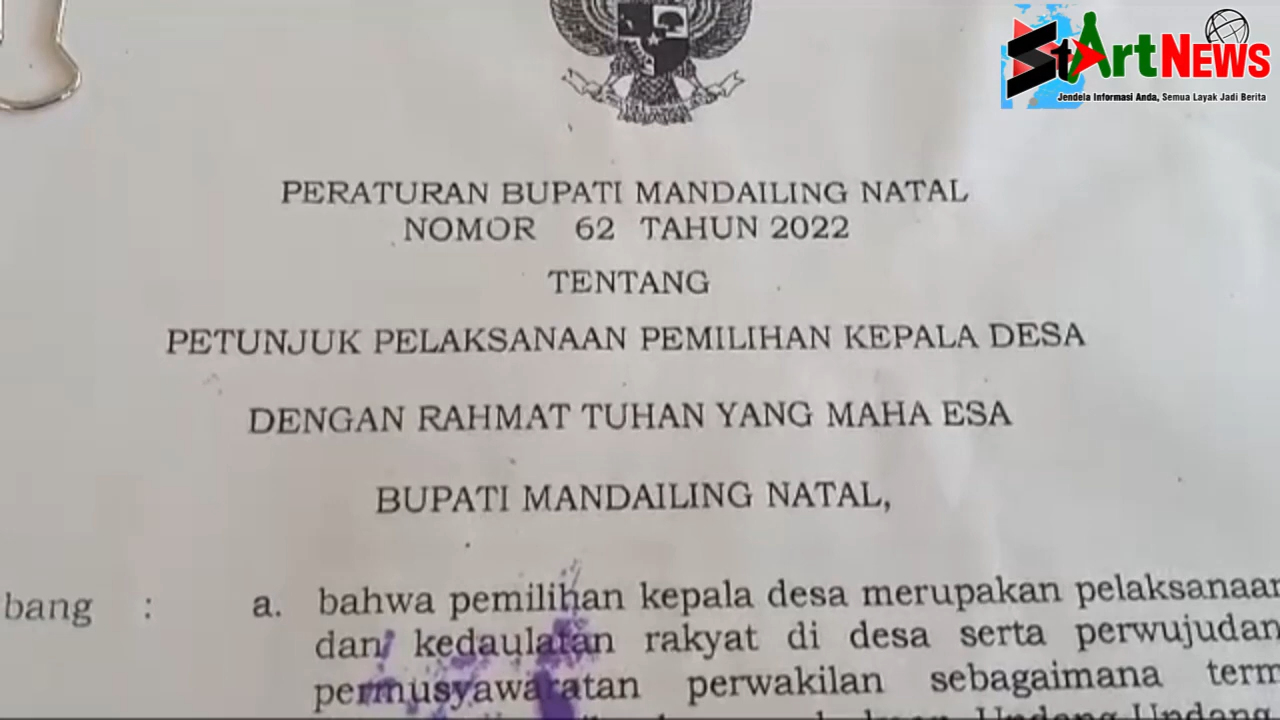 StArtNEWS
Jendela Informasi Anda, Semua Layak Jadi Berita
PERATURAN BUPATI MANDAILING NATAL
NOMOR 62 TAHUN 2022
TENTANG
PETUNJUK PELAKSANAAN PEMILIHAN KEPALA DESA
DENGAN RAHMAT TUHAN YANG MAHA ESA
BUPATI MANDAILING NATAL,
bang : a. bahwa pemilihan kepala desa merupakan pelaksanaan
dan kedaulatan rakyat di desa serta perwujudan
permusyawaratan perwakilan sebagaimana term
Undang-Undang